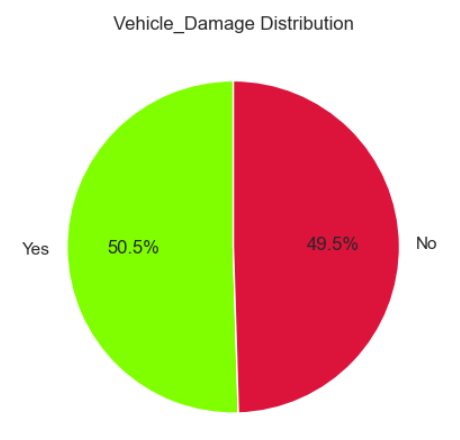 Vehicle_Damage Distribution
Yes
50.5%
49.5%
No